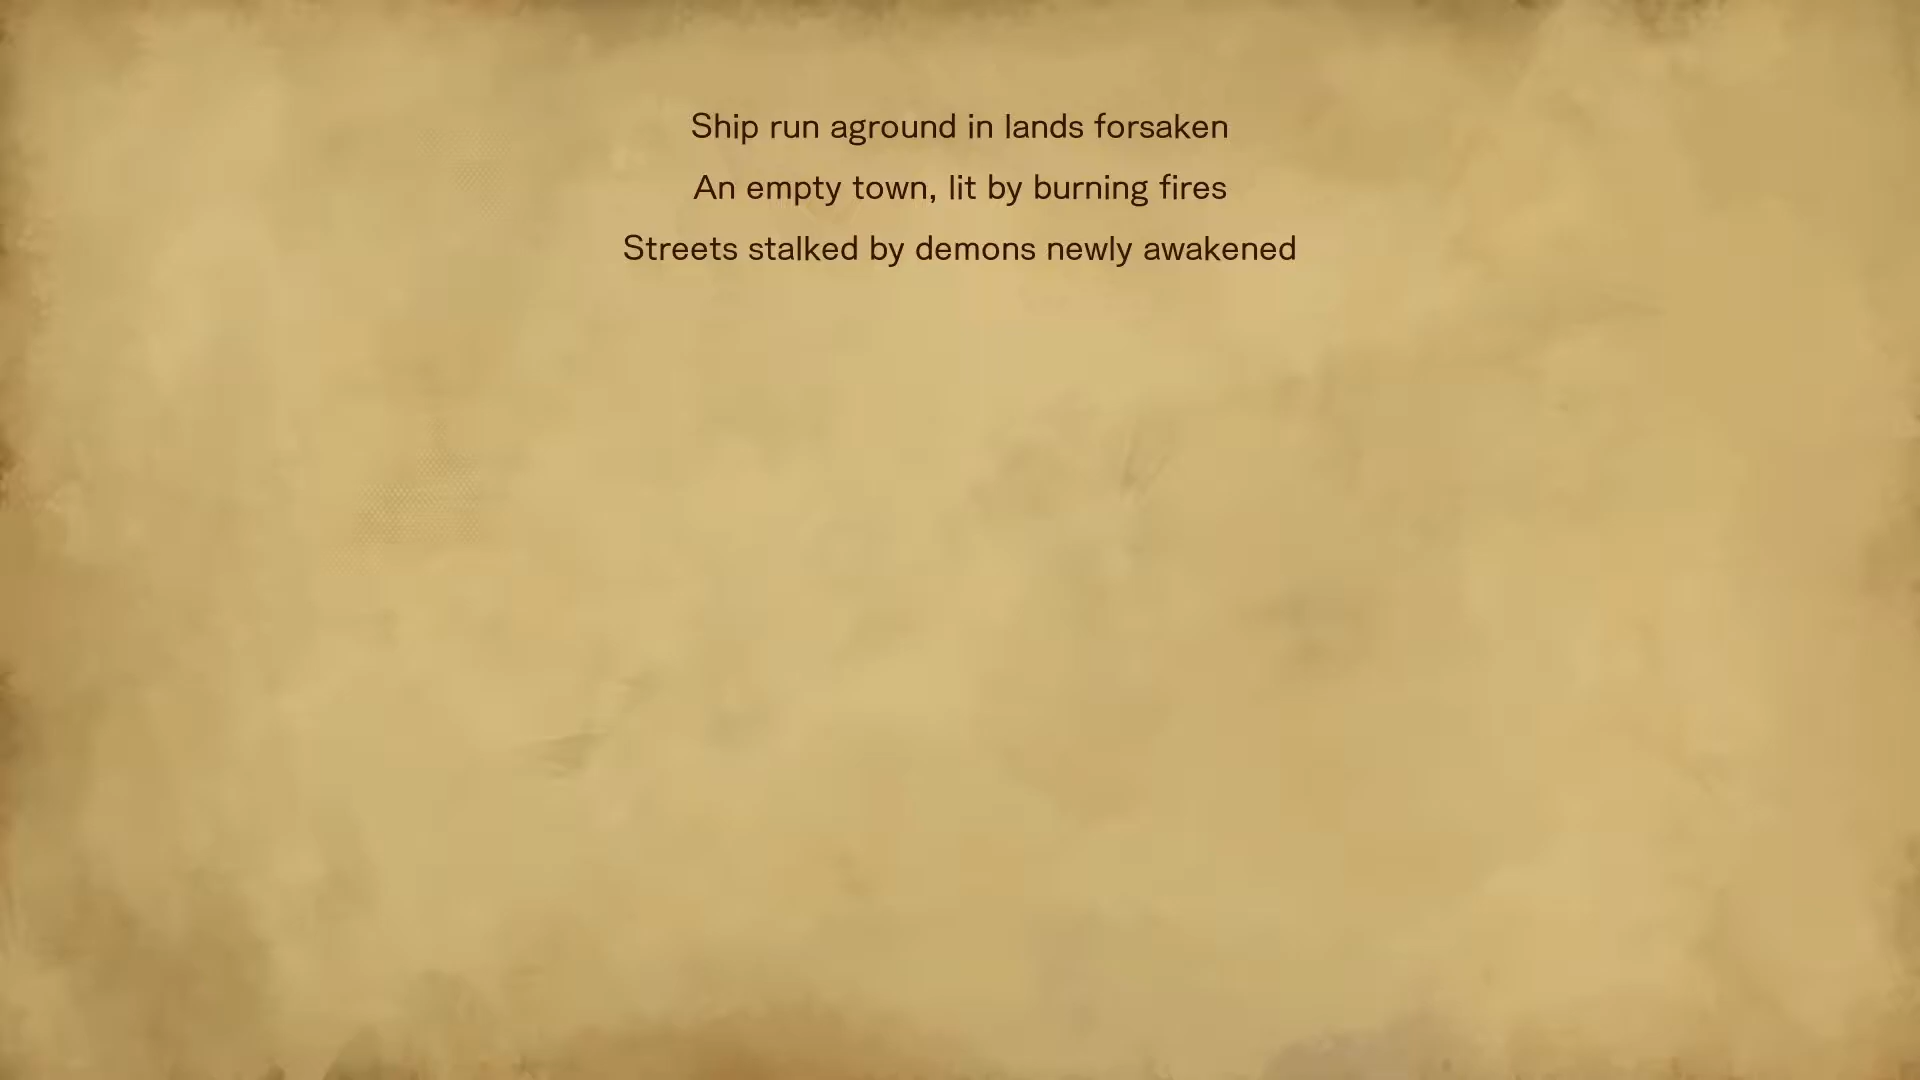 Ship run aground in lands forsaken
An empty town, lit by burning fires
Streets stalked by demons newly awakened